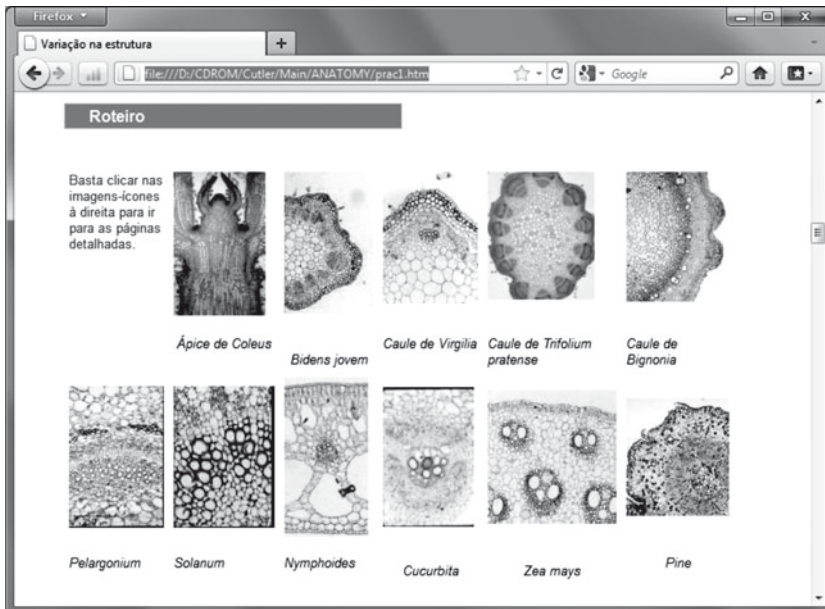 Firefox
Variação na estrutura
file:///D:/CDROM/Cutler/Main/ANATOMY/prac1.htm
Google
Roteiro
Basta clicar nas
imagens-ícones
à direita para ir
para as páginas
detalhadas.
Ápice de Coleus
Bidens jovem
Caule de Virgilia
Caule de Trifolium
pratense
Caule de
Bignonia
Pelargonium
Solanum
Nymphoides
Cucurbita
Zea mays
Pine